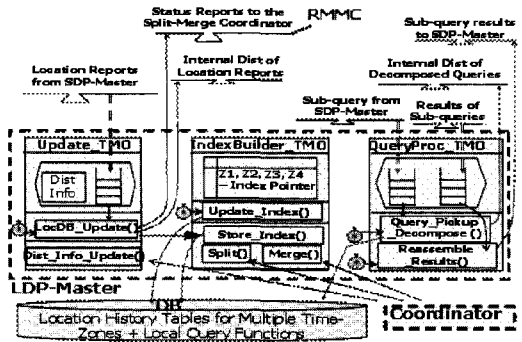 Status Reports to the
Split-Merge Coordinator
RMMC
Sub-query results
to SDP-Master
Location Reports
from SDP-Master
Internal Dist of
Location Reports
Internal Dist of
Decomposed Queries
Sub-query from
SDP-Master
Results of
Sub-queries
Update_TMO
IndexBuilder_TMO
QueryProc_TMO
Dist
Info
Z1, Z2, Z3, Z4
—Index Pointer
LocDB_Update()
Update_Index()
Query_Pickup
_Decompose ()
Store_Index()
Dist_Info_Update()
Split()
Merge()
Reassemble
_Results()
LDP-Master
DB
Coordinator
Location History Tables for Multiple Time-
Zones + Local Query Functions